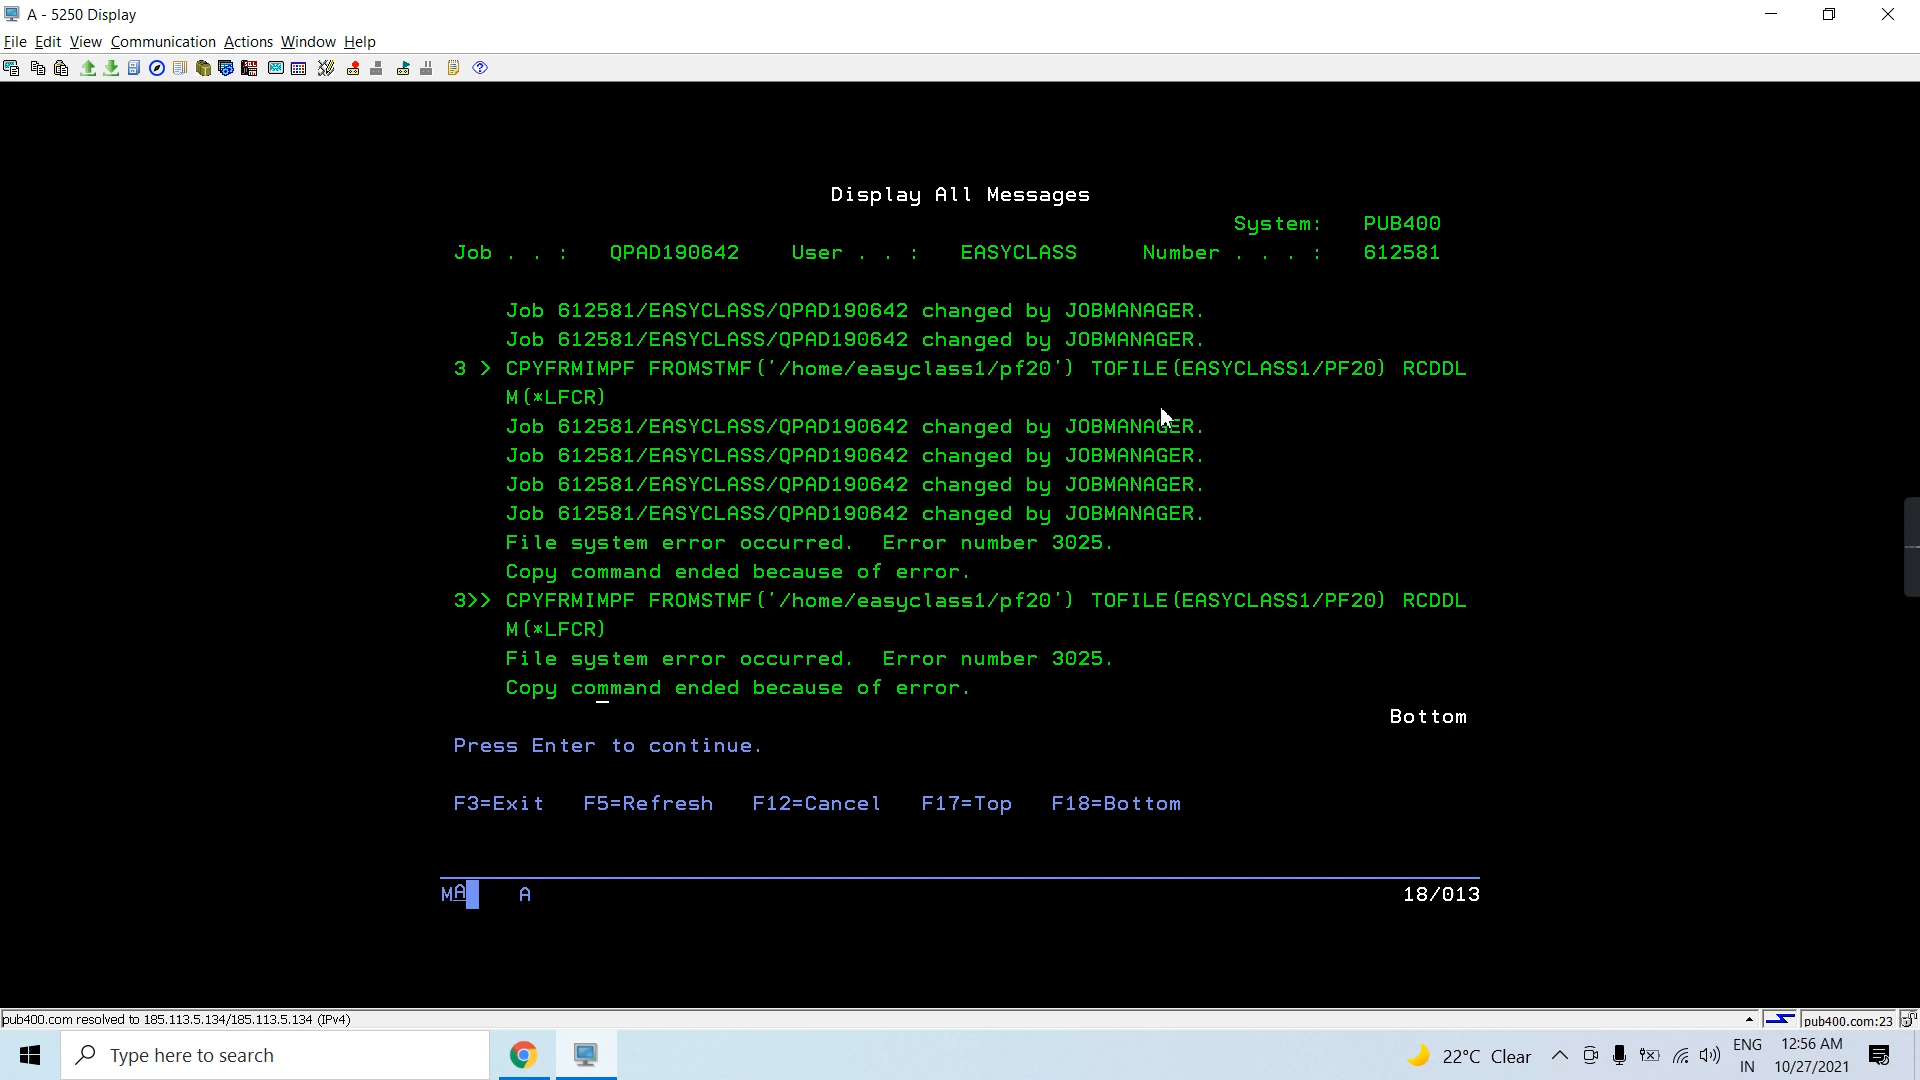 A - 5250 Display
File Edit View Communication Actions Window Help
Display All Messages
System: PUB400
Job . . : QPAD190642 User . . : EASYCLASS Number . . . : 612581
Job 612581/EASYCLASS/QPAD190642 changed by JOBMANAGER.
Job 612581/EASYCLASS/QPAD190642 changed by JOBMANAGER.
3 > CPYFRMIMPF FROMSTMF('/home/easyclass1/pf20') TOFILE(EASYCLASS1/PF20) RCDDL
M(*LFCR)
Job 612581/EASYCLASS/QPAD190642 changed by JOBMANAGER.
Job 612581/EASYCLASS/QPAD190642 changed by JOBMANAGER.
Job 612581/EASYCLASS/QPAD190642 changed by JOBMANAGER.
Job 612581/EASYCLASS/QPAD190642 changed by JOBMANAGER.
File system error occurred. Error number 3025.
Copy command ended because of error.
3>> CPYFRMIMPF FROMSTMF('/home/easyclass1/pf20') TOFILE(EASYCLASS1/PF20) RCDDL
M(*LFCR)
File system error occurred. Error number 3025.
Copy command ended because of error.
Bottom
Press Enter to continue.
F3=Exit F5=Refresh F12=Cancel F17=Top F18=Bottom
MA A 18/013
pub400.com resolved to 185.113.5.134/185.113.5.134 (IPv4) pub400.com:23
Type here to search 22°C Clear ENG 12:56 AM
IN 10/27/2021